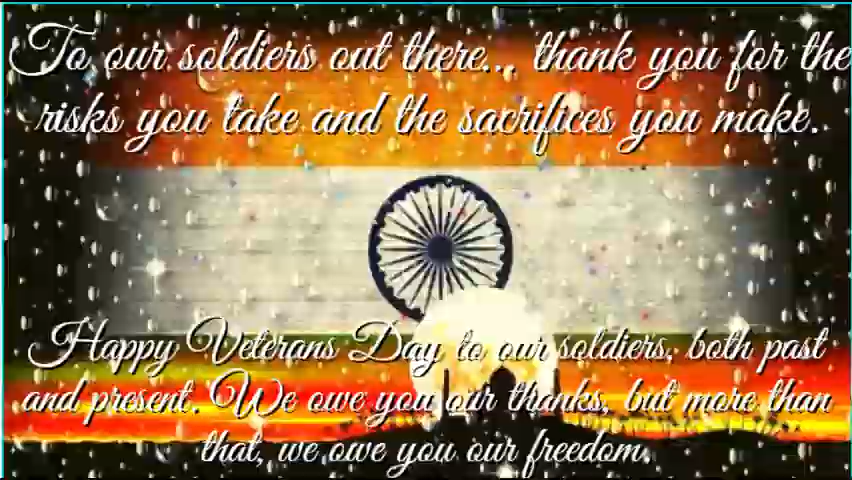 To our soldiers out there... thank you for the
risks you take and the sacrifices you make.
Happy Veterans Day to our soldiers, both past
and present. We owe you our thanks, but more than
that, we owe you our freedom.